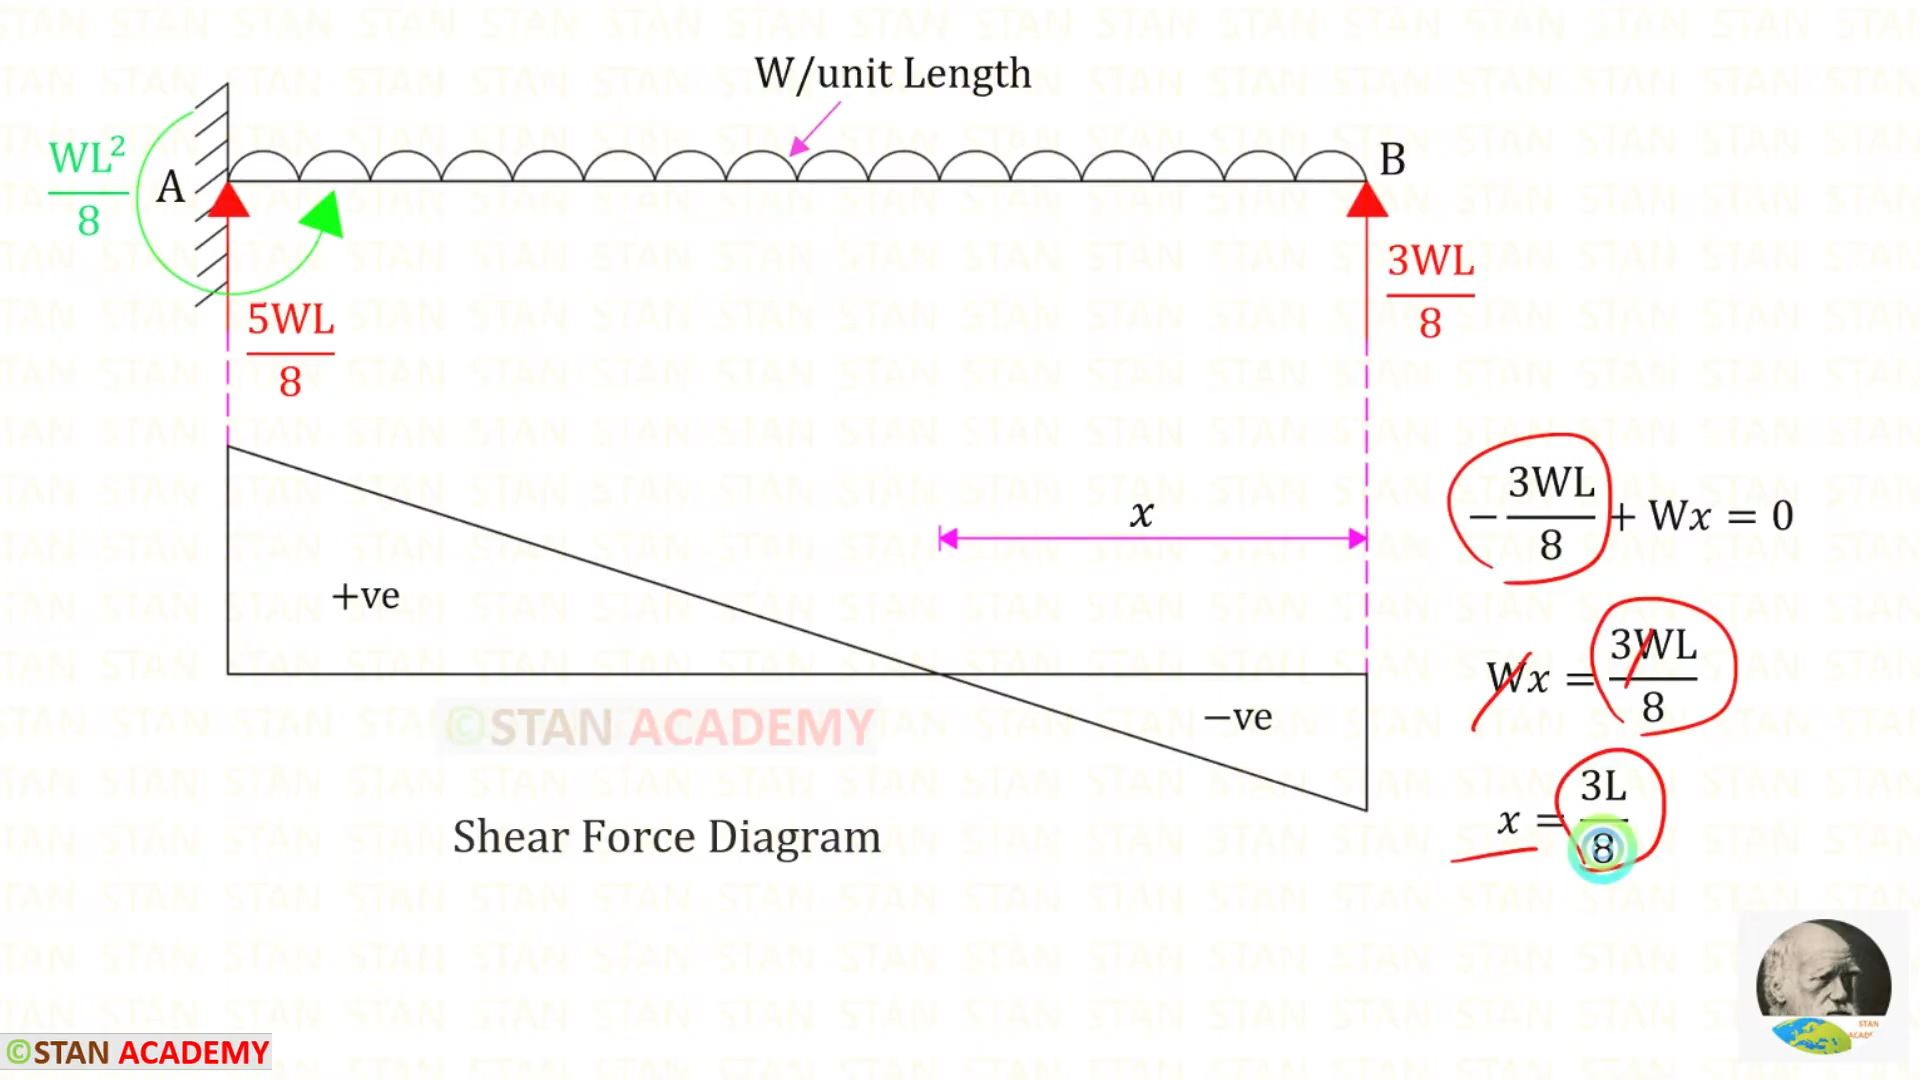 W/unit Length
WL²/8
A
B
5WL/8
3WL/8
x
−3WL/8 + Wx = 0
+ve
Wx = 3WL/8
−ve
©STAN ACADEMY
x = 3L/8
Shear Force Diagram
©STAN ACADEMY
STAN